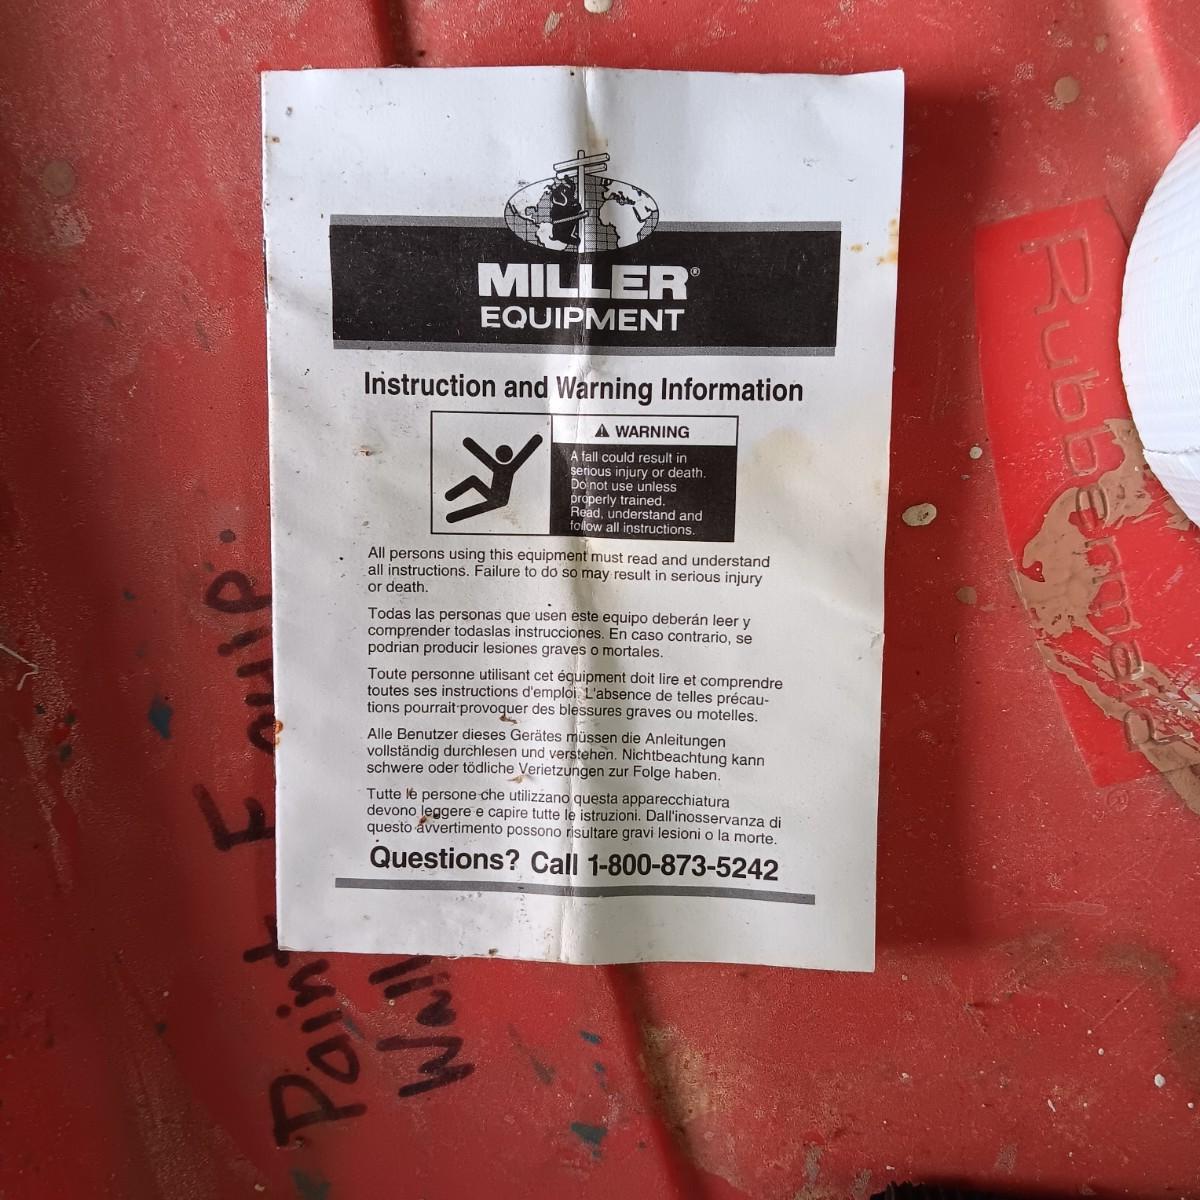 MILLER®
EQUIPMENT
Instruction and Warning Information
⚠ WARNING
A fall could result in
serious injury or death.
Do not use unless
properly trained.
Read, understand and
follow all instructions.
All persons using this equipment must read and understand
all instructions. Failure to do so may result in serious injury
or death.
Todas las personas que usen este equipo deberán leer y
comprender todaslas instrucciones. En caso contrario, se
podrian producir lesiones graves o mortales.
Toute personne utilisant cet équipment doit lire et comprendre
toutes ses instructions d'emploi. L'absence de telles précau-
tions pourrait provoquer des blessures graves ou motelles.
Alle Benutzer dieses Gerätes müssen die Anleitungen
vollständig durchlesen und verstehen. Nichtbeachtung kann
schwere oder tödliche Verietzungen zur Folge haben.
Tutte le persone che utilizzano questa apparecchiatura
devono leggere e capire tutte le istruzioni. Dall'inosservanza di
questo avvertimento possono risultare gravi lesioni o la morte.
Questions? Call 1-800-873-5242
Rubbermaid®
Paint Equip.
Wall